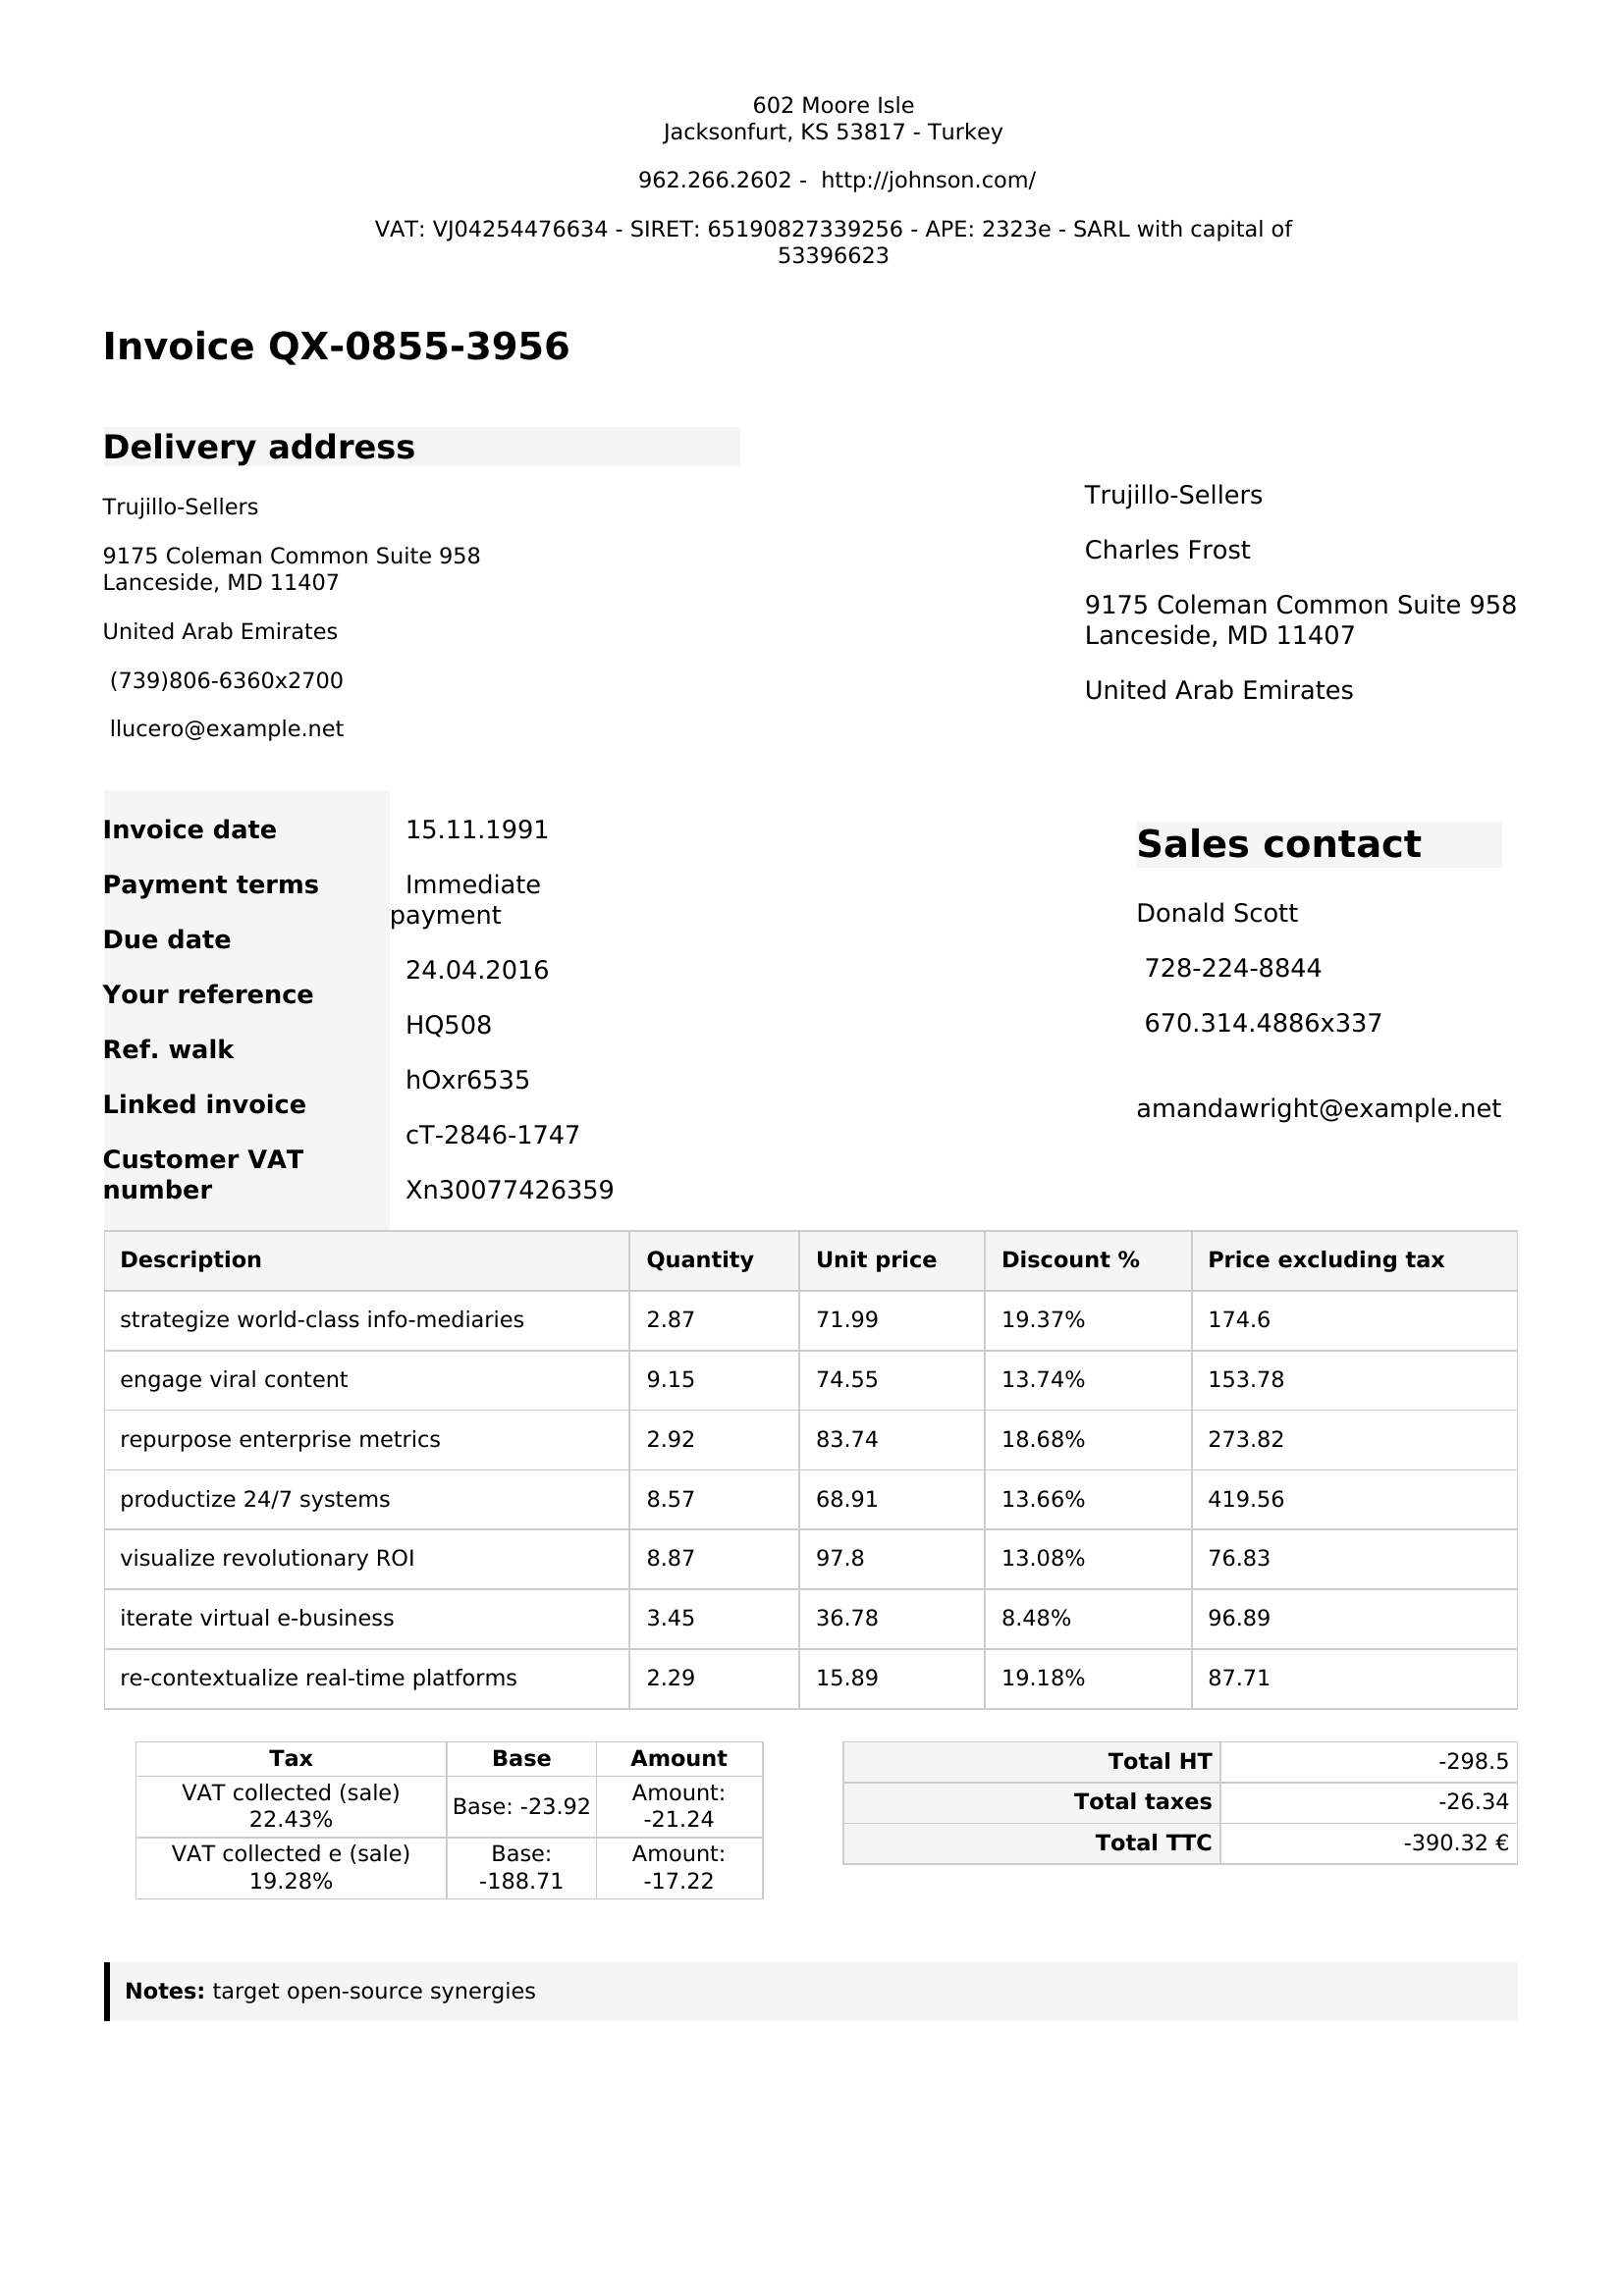 602 Moore Isle
Jacksonfurt, KS 53817 - Turkey
962.266.2602 -  http://johnson.com/
VAT: VJ04254476634 - SIRET: 65190827339256 - APE: 2323e - SARL with capital of
53396623
Invoice QX-0855-3956
Delivery address
Trujillo-Sellers
9175 Coleman Common Suite 958
Lanceside, MD 11407
United Arab Emirates
(739)806-6360x2700
llucero@example.net
Trujillo-Sellers
Charles Frost
9175 Coleman Common Suite 958
Lanceside, MD 11407
United Arab Emirates
Invoice date
Payment terms
Due date
Your reference
Ref. walk
Linked invoice
Customer VAT
number
15.11.1991
Immediate
payment
24.04.2016
HQ508
hOxr6535
cT-2846-1747
Xn30077426359
Sales contact
Donald Scott
728-224-8844
670.314.4886x337
amandawright@example.net
Description Quantity Unit price Discount % Price excluding tax
strategize world-class info-mediaries 2.87 71.99 19.37% 174.6
engage viral content 9.15 74.55 13.74% 153.78
repurpose enterprise metrics 2.92 83.74 18.68% 273.82
productize 24/7 systems 8.57 68.91 13.66% 419.56
visualize revolutionary ROI 8.87 97.8 13.08% 76.83
iterate virtual e-business 3.45 36.78 8.48% 96.89
re-contextualize real-time platforms 2.29 15.89 19.18% 87.71
Tax Base Amount
VAT collected (sale)
22.43%
Base: -23.92
Amount:
-21.24
VAT collected e (sale)
19.28%
Base:
-188.71
Amount:
-17.22
Total HT -298.5
Total taxes -26.34
Total TTC -390.32 €
Notes: target open-source synergies